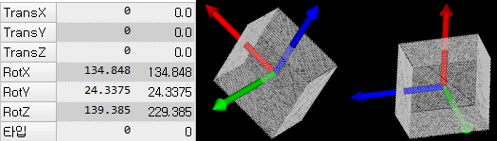 TransX 0 0.0
TransY 0 0.0
TransZ 0 0.0
RotX 134.848 134.848
RotY 24.3375 24.3375
RotZ 139.385 229.385
타입 0 0